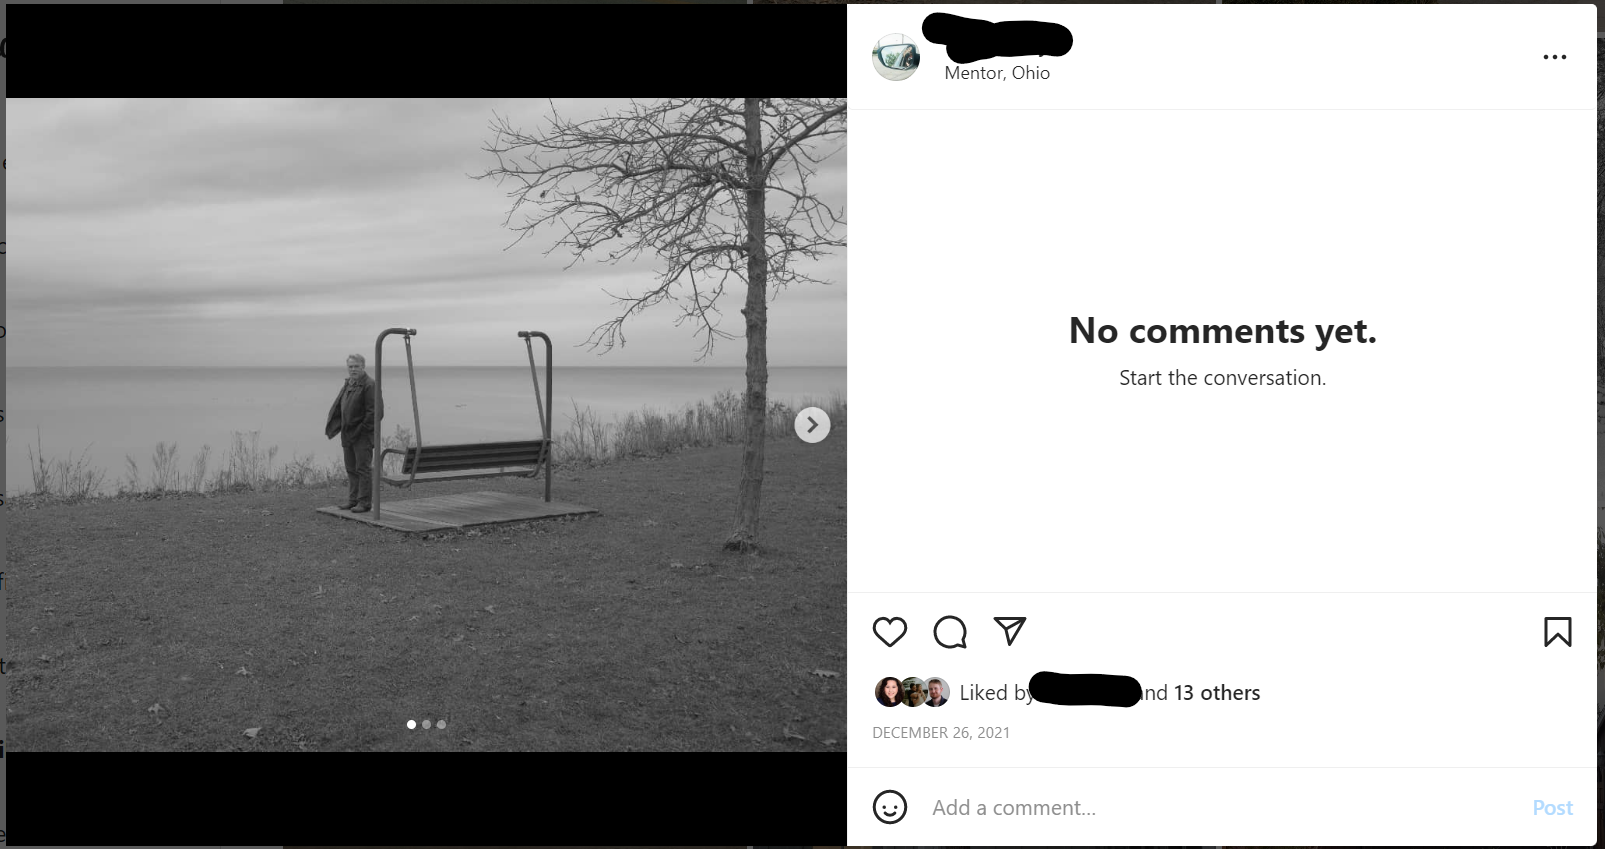 Mentor, Ohio
No comments yet.
Start the conversation.
Liked by
and 13 others
DECEMBER 26, 2021
Add a comment...
Post